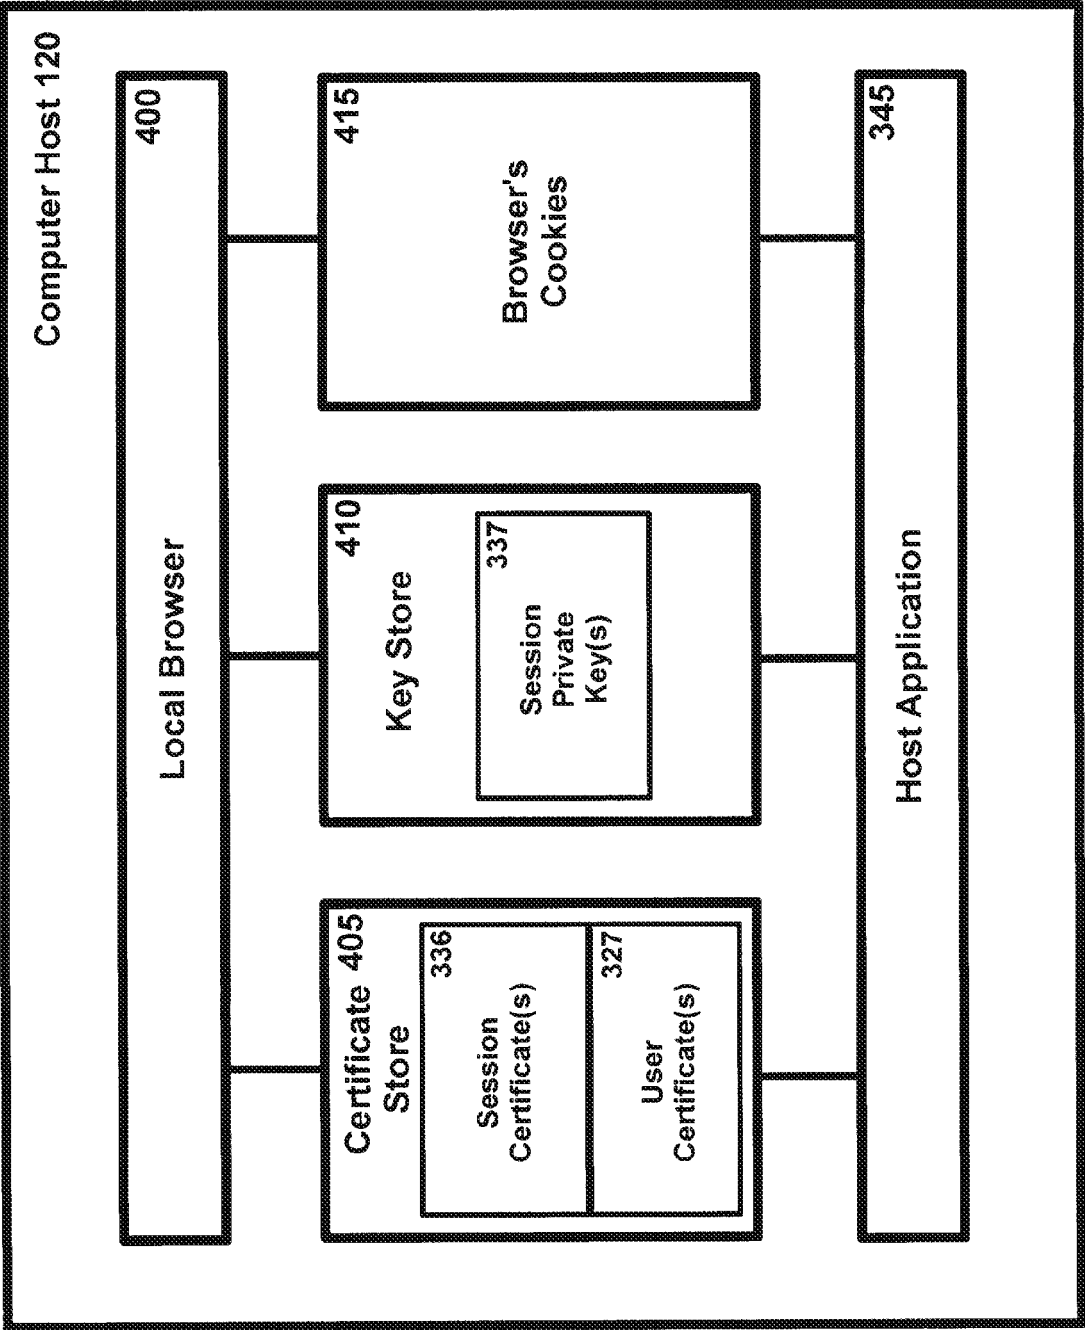 Computer Host 120
400
Local Browser
Certificate 405
Store
336
Session
Certificate(s)
327
User
Certificate(s)
410
Key Store
337
Session
Private
Key(s)
415
Browser's
Cookies
345
Host Application